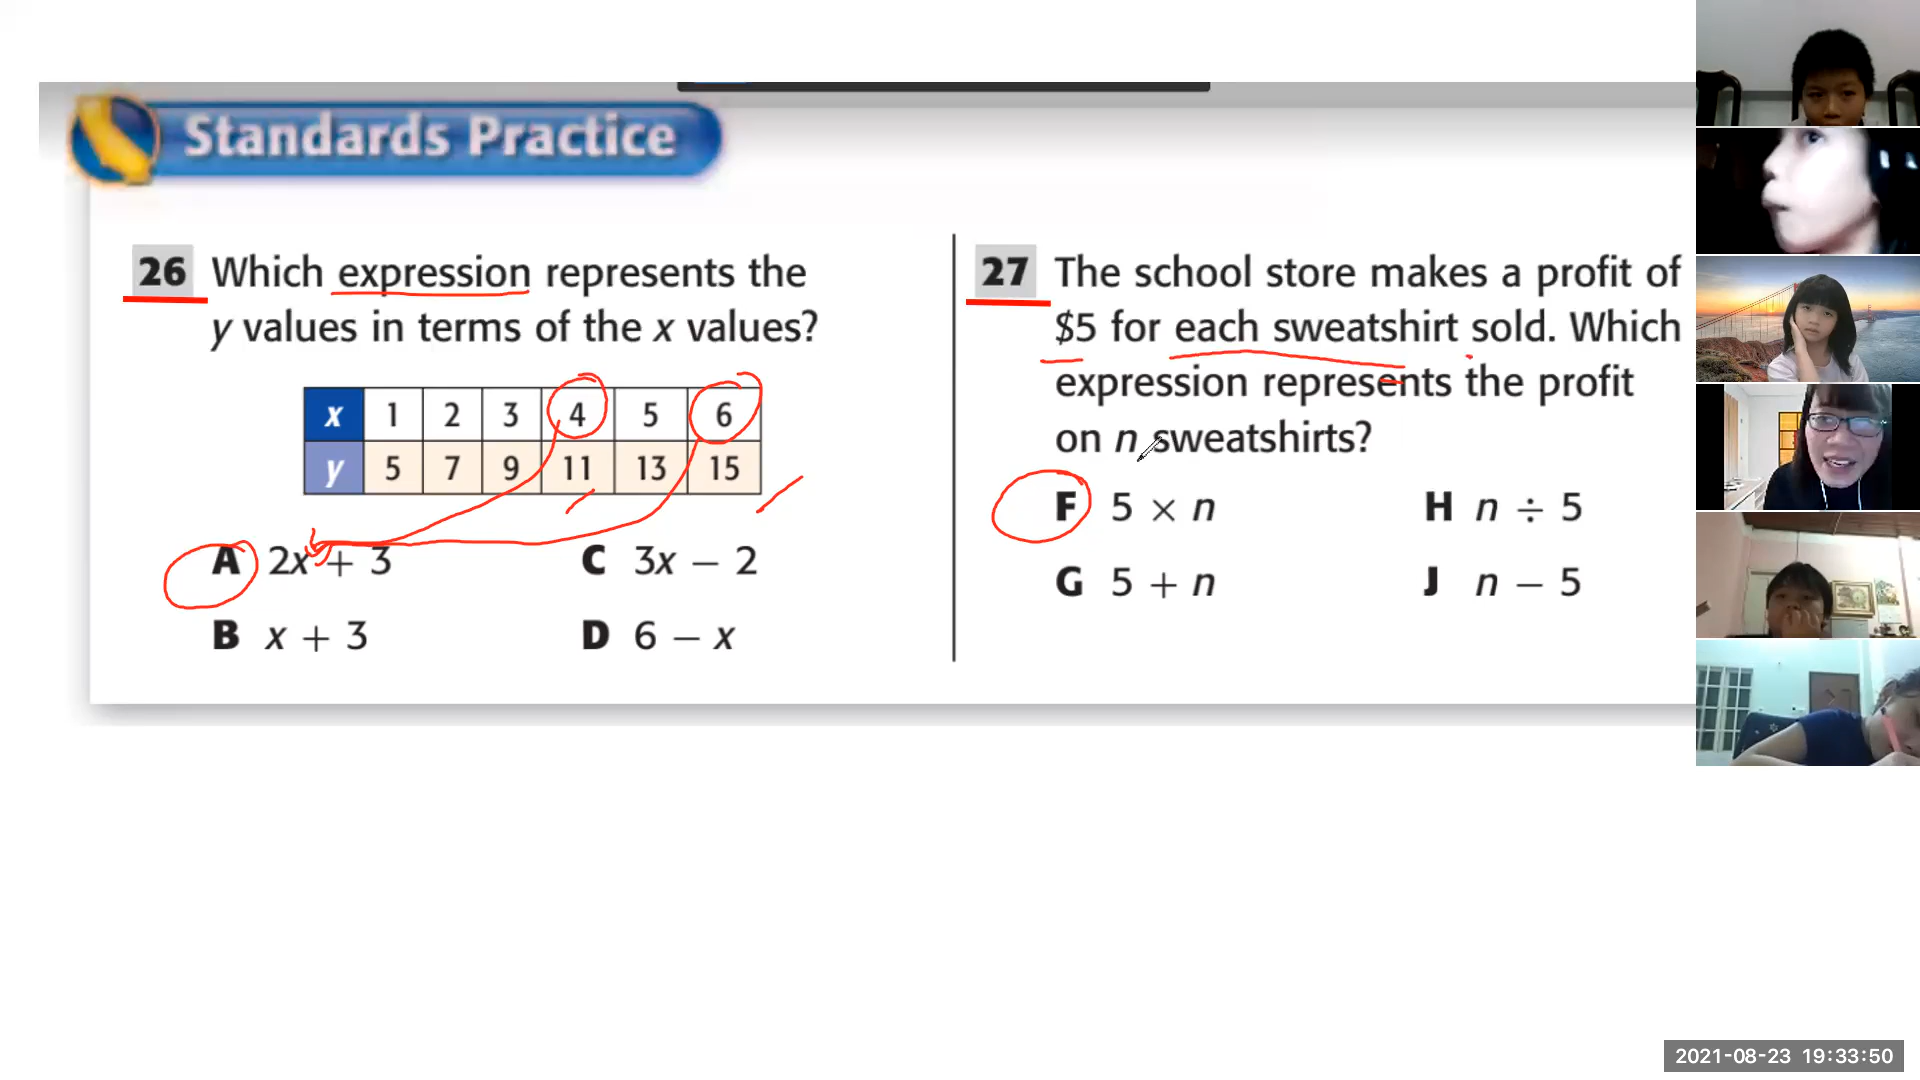 Standards Practice
26 Which expression represents the
y values in terms of the x values?
x 1 2 3 4 5 6
y 5 7 9 11 13 15
A 2x + 3
C 3x − 2
B x + 3
D 6 − x
27 The school store makes a profit of
$5 for each sweatshirt sold. Which
expression represents the profit
on n sweatshirts?
F 5 × n
H n ÷ 5
G 5 + n
J n − 5
2021-08-23 19:33:50